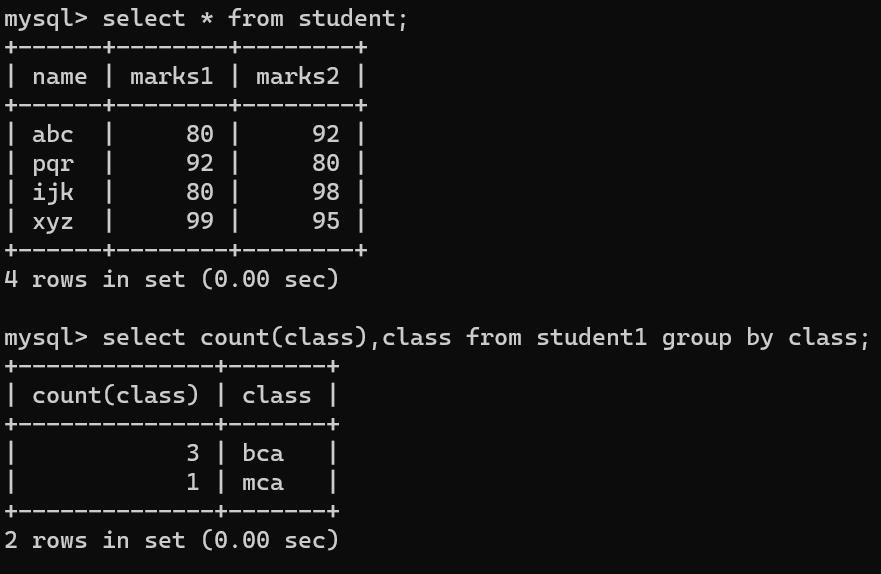 mysql> select * from student;
+------+--------+--------+
| name | marks1 | marks2 |
+------+--------+--------+
| abc  |     80 |     92 |
| pqr  |     92 |     80 |
| ijk  |     80 |     98 |
| xyz  |     99 |     95 |
+------+--------+--------+
4 rows in set (0.00 sec)

mysql> select count(class),class from student1 group by class;
+--------------+-------+
| count(class) | class |
+--------------+-------+
|            3 | bca   |
|            1 | mca   |
+--------------+-------+
2 rows in set (0.00 sec)